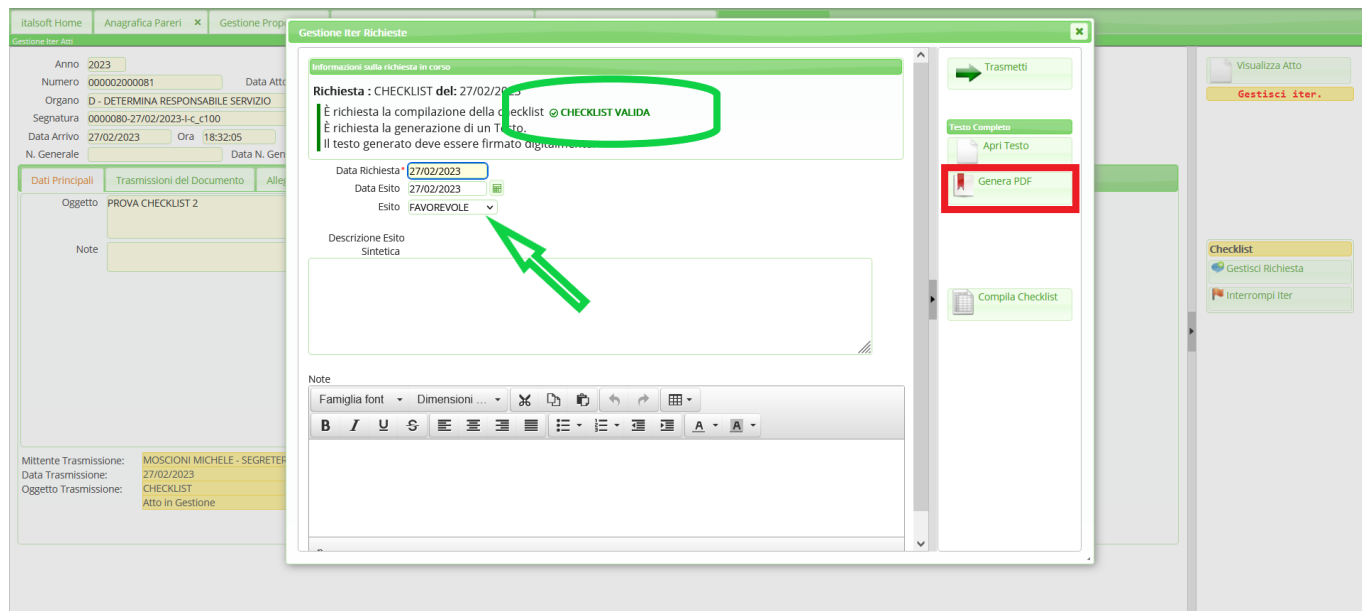 italsoft Home
Anagrafica Pareri ×
Gestione Prop
Gestione Iter Atti
Anno 2023
Numero 000002000081 Data Atto
Organo D - DETERMINA RESPONSABILE SERVIZIO
Segnatura 0000080-27/02/2023-I-c_c100
Data Arrivo 27/02/2023 Ora 18:32:05
N. Generale Data N. Gen
Dati Principali
Trasmissioni del Documento
Alleg
Oggetto PROVA CHECKLIST 2
Note
Mittente Trasmissione: MOSCIONI MICHELE - SEGRETER
Data Trasmissione: 27/02/2023
Oggetto Trasmissione: CHECKLIST
Atto in Gestione
Gestione Iter Richieste
Informazioni sulla richiesta in corso
Richiesta : CHECKLIST del: 27/02/2023
È richiesta la compilazione della checklist CHECKLIST VALIDA
È richiesta la generazione di un Testo.
Il testo generato deve essere firmato digitalmente.
Data Richiesta* 27/02/2023
Data Esito 27/02/2023
Esito FAVOREVOLE
Descrizione Esito
Sintetica
Note
Famiglia font
Dimensioni ...
B I U S
A A
Trasmetti
Testo Completo
Apri Testo
Genera PDF
Compila Checklist
Visualizza Atto
Gestisci iter.
Checklist
Gestisci Richiesta
Interrompi Iter